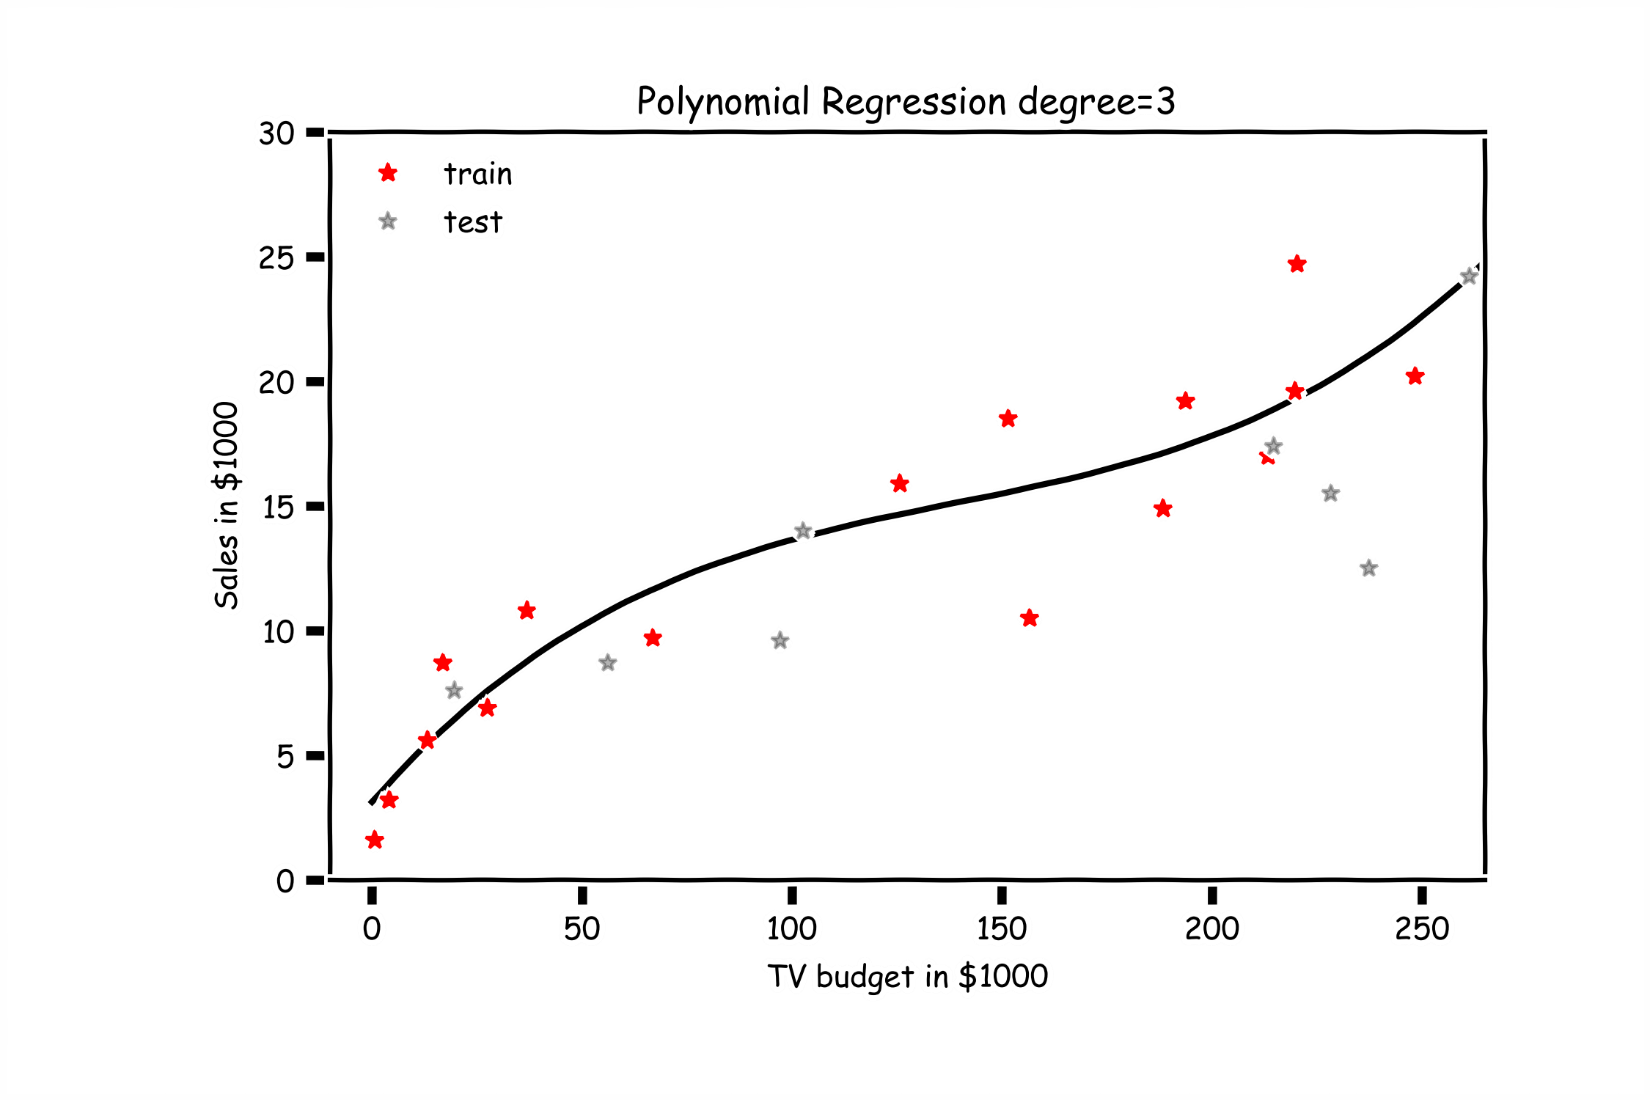 Polynomial Regression degree=3
30
train
test
25
20
15
10
5
0
Sales in $1000
0 50 100 150 200 250
TV budget in $1000